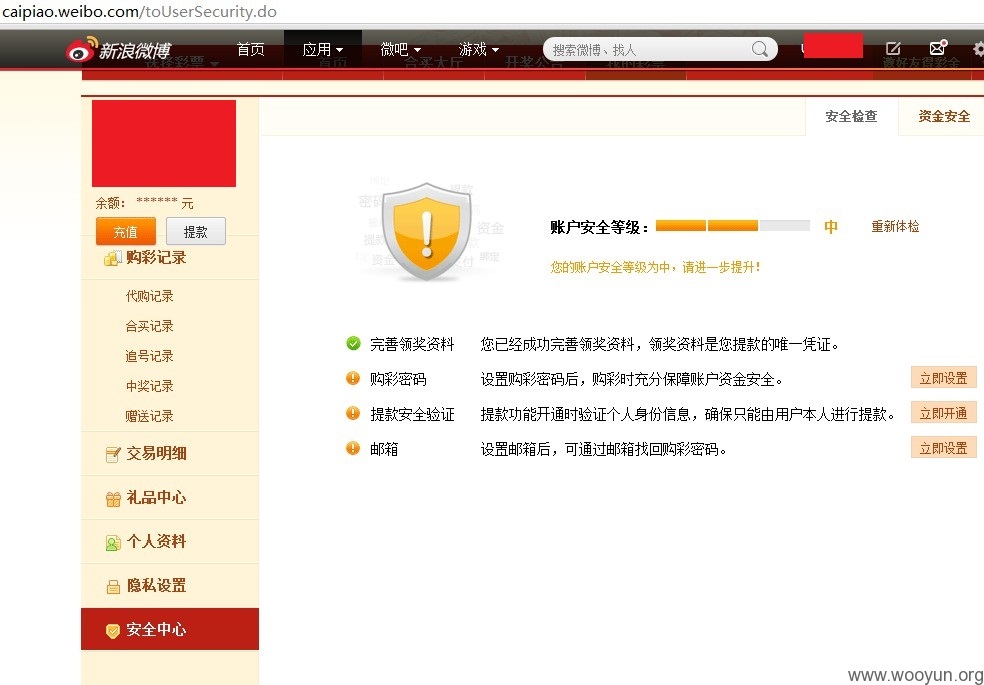 caipiao.weibo.com/toUserSecurity.do
新浪微博 首页 应用 微吧 游戏 搜索微博、找人
选择彩票 首页 合买大厅 开奖公告 我的彩票 邀好友得彩金
安全检查 资金安全
余额： ****** 元
充值 提款
购彩记录
代购记录
合买记录
追号记录
中奖记录
赠送记录
交易明细
礼品中心
个人资料
隐私设置
安全中心
账户安全等级： 中 重新体检
您的账户安全等级为中，请进一步提升！
完善领奖资料 您已经成功完善领奖资料，领奖资料是您提款的唯一凭证。
购彩密码 设置购彩密码后，购彩时充分保障账户资金安全。 立即设置
提款安全验证 提款功能开通时验证个人身份信息，确保只能由用户本人进行提款。 立即开通
邮箱 设置邮箱后，可通过邮箱找回购彩密码。 立即设置
www.wooyun.org